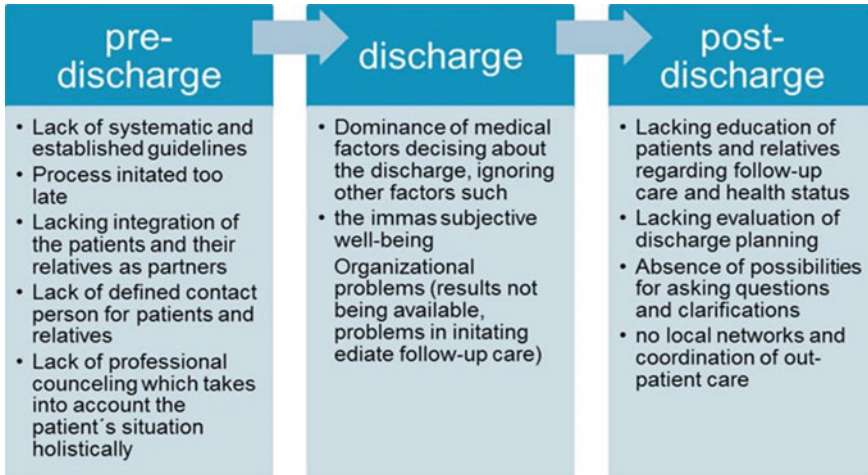 pre-
discharge
• Lack of systematic and
established guidelines
• Process initated too
late
• Lacking integration of
the patients and their
relatives as partners
• Lack of defined contact
person for patients and
relatives
• Lack of professional
counceling which takes
into account the
patient´s situation
holistically
discharge
• Dominance of medical
factors decising about
the discharge, ignoring
other factors such
• the immas subjective
well-being
Organizational
problems (results not
being available,
problems in initating
ediate follow-up care)
post-
discharge
• Lacking education of
patients and relatives
regarding follow-up
care and health status
• Lacking evaluation of
discharge planning
• Absence of possibilities
for asking questions
and clarifications
• no local networks and
coordination of out-
patient care